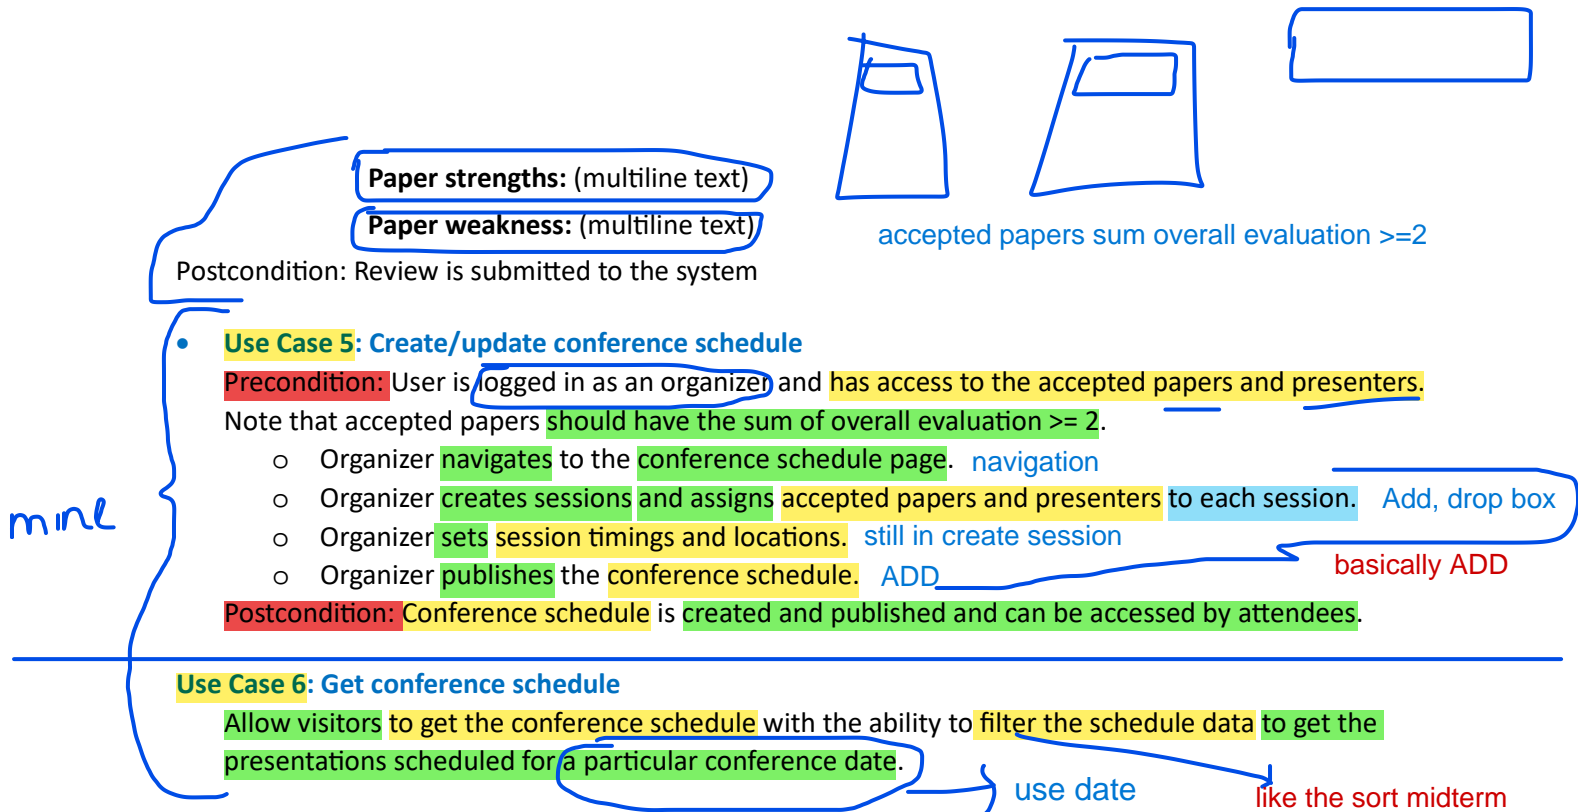 Paper strengths: (multiline text)
Paper weakness: (multiline text)
accepted papers sum overall evaluation >=2
Postcondition: Review is submitted to the system
• Use Case 5: Create/update conference schedule
Precondition: User is logged in as an organizer and has access to the accepted papers and presenters.
Note that accepted papers should have the sum of overall evaluation >= 2.
o Organizer navigates to the conference schedule page. navigation
o Organizer creates sessions and assigns accepted papers and presenters to each session. Add, drop box
mine
o Organizer sets session timings and locations. still in create session
basically ADD
o Organizer publishes the conference schedule. ADD
Postcondition: Conference schedule is created and published and can be accessed by attendees.
Use Case 6: Get conference schedule
Allow visitors to get the conference schedule with the ability to filter the schedule data to get the
presentations scheduled for a particular conference date.
use date
like the sort midterm